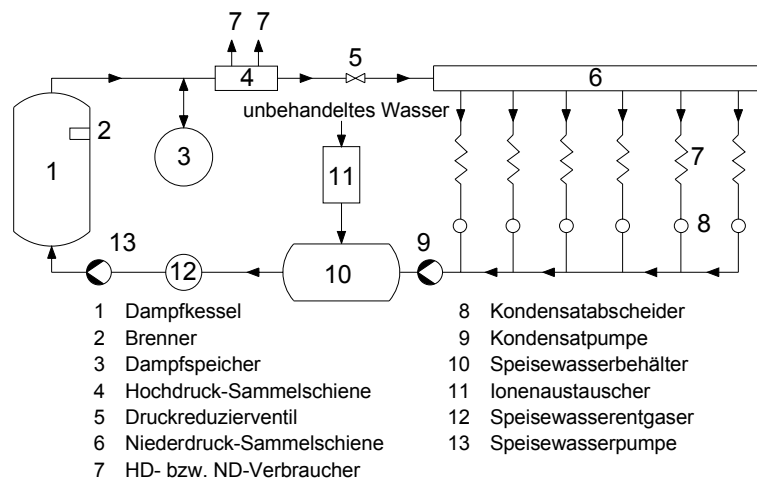 7 7
5
4
6
unbehandeltes Wasser
2
1
3
7
11
8
13
9
12
10
1 Dampfkessel
2 Brenner
3 Dampfspeicher
4 Hochdruck-Sammelschiene
5 Druckreduzierventil
6 Niederdruck-Sammelschiene
7 HD- bzw. ND-Verbraucher
8 Kondensatabscheider
9 Kondensatpumpe
10 Speisewasserbehälter
11 Ionenaustauscher
12 Speisewasserentgaser
13 Speisewasserpumpe